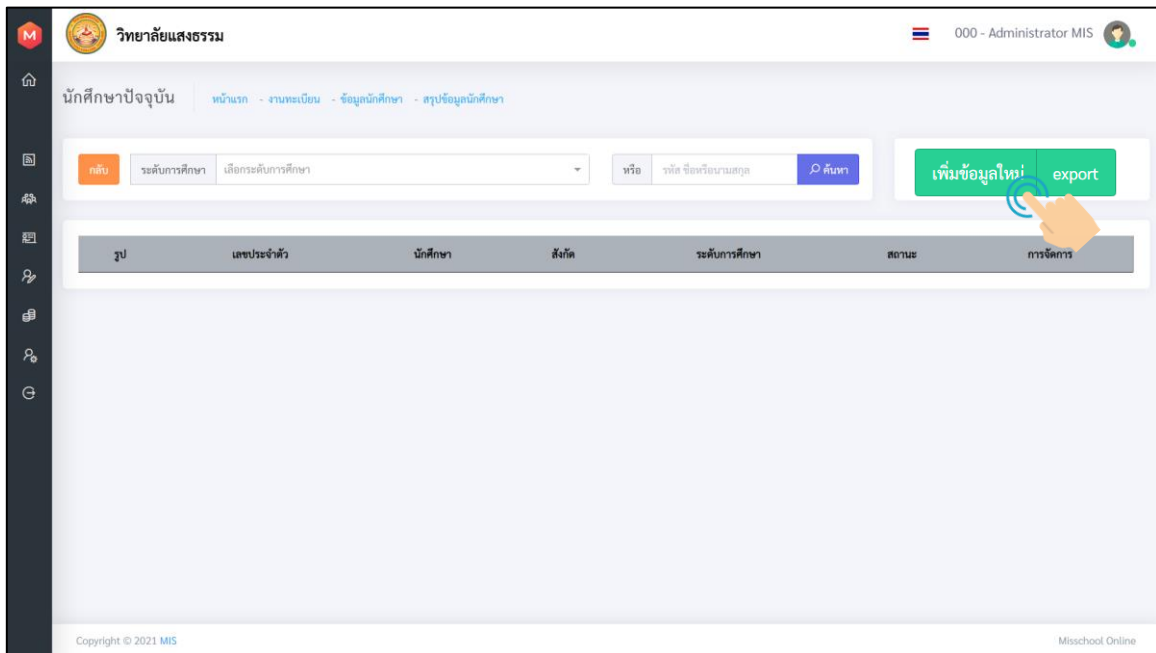 M วิทยาลัยแสงธรรม 000 - Administrator MIS
นักศึกษาปัจจุบัน หน้าแรก - งานทะเบียน - ข้อมูลนักศึกษา - สรุปข้อมูลนักศึกษา
กลับ ระดับการศึกษา เลือกระดับการศึกษา หรือ รหัส ชื่อหรือนามสกุล ค้นหา เพิ่มข้อมูลใหม่ export
รูป เลขประจำตัว นักศึกษา สังกัด ระดับการศึกษา สถานะ การจัดการ
Copyright © 2021 MIS Misschool Online